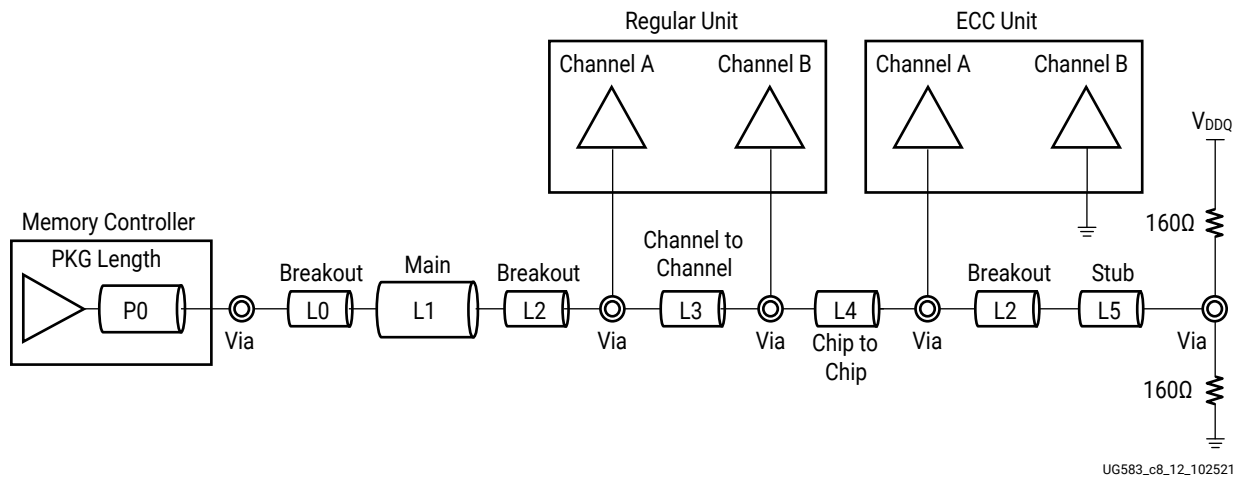 Regular Unit
ECC Unit
Channel A
Channel B
Channel A
Channel B
VDDQ
160Ω
Memory Controller
PKG Length
P0
Via
Breakout
L0
Main
L1
Breakout
L2
Via
Channel to
Channel
L3
Via
L4
Chip to
Chip
Via
Breakout
L2
Stub
L5
Via
160Ω
UG583_c8_12_102521